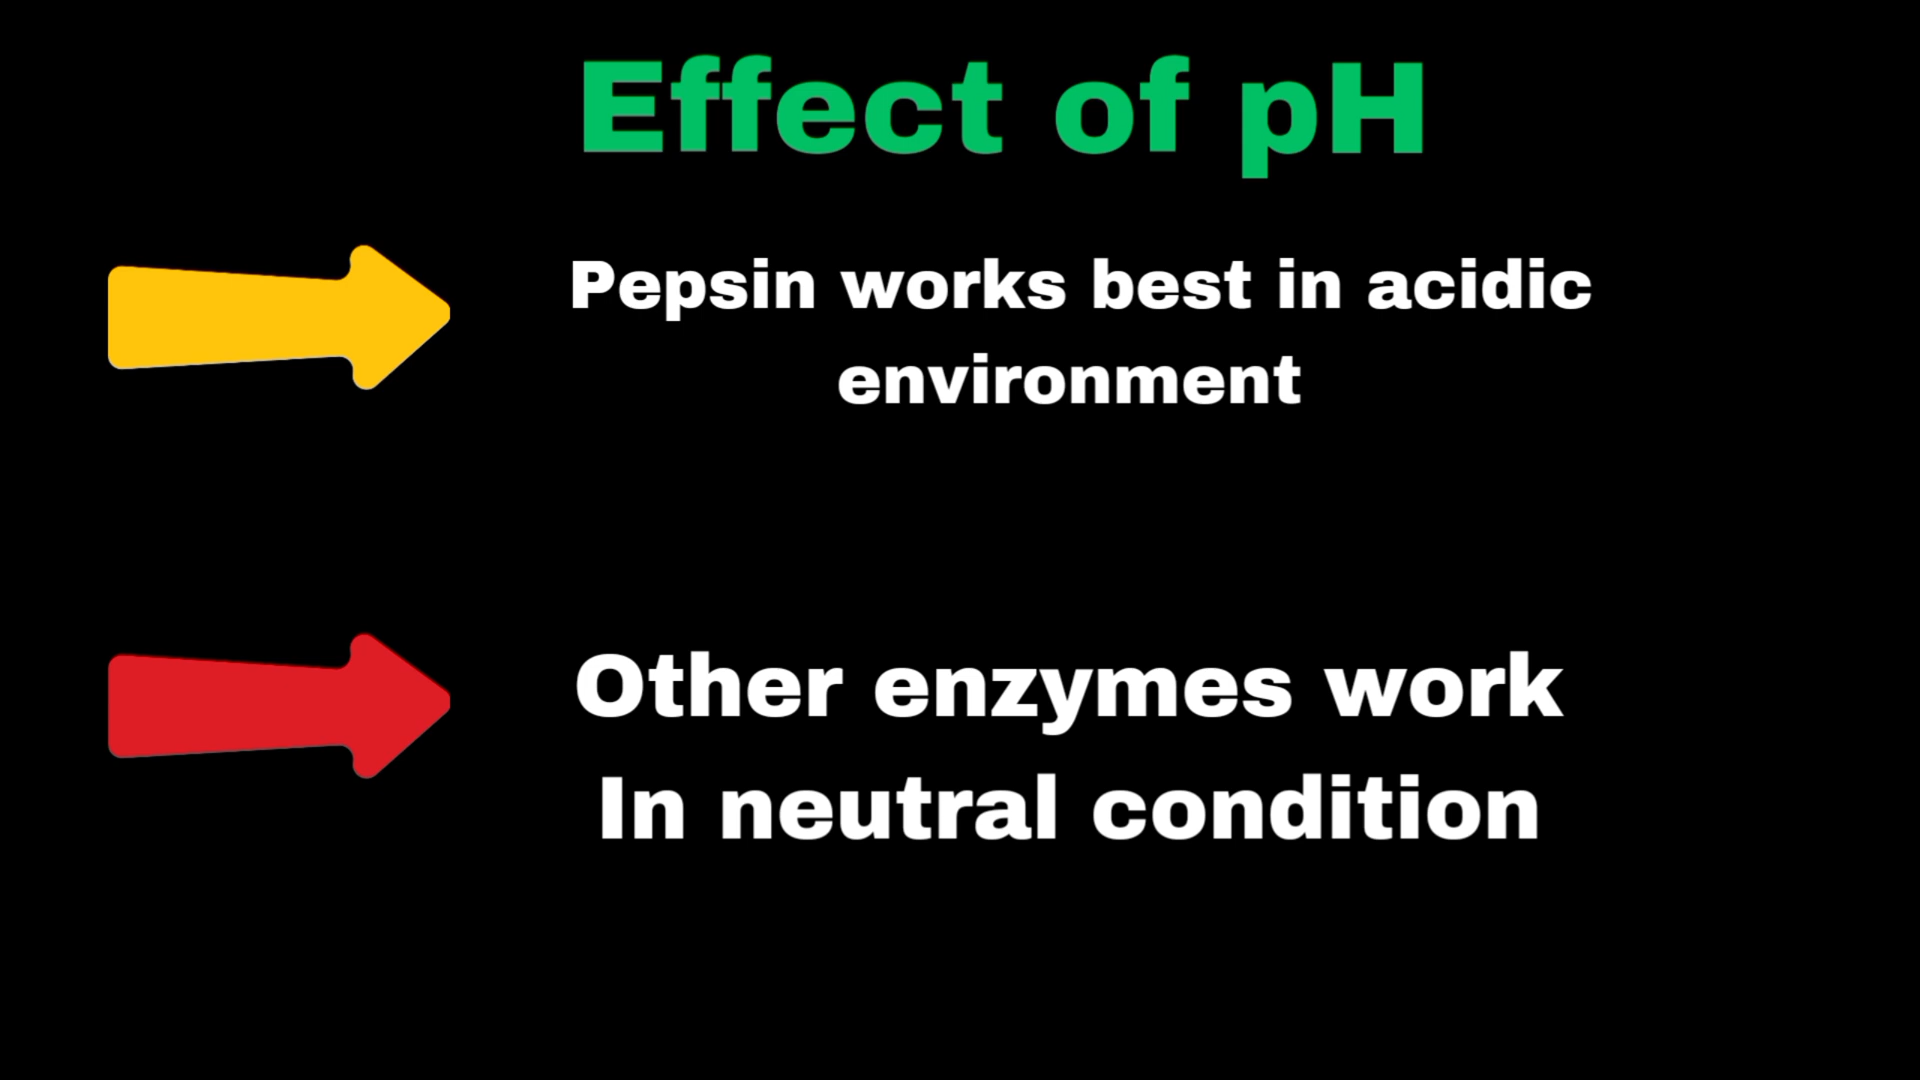 Effect of pH
Pepsin works best in acidic
environment
Other enzymes work
In neutral condition